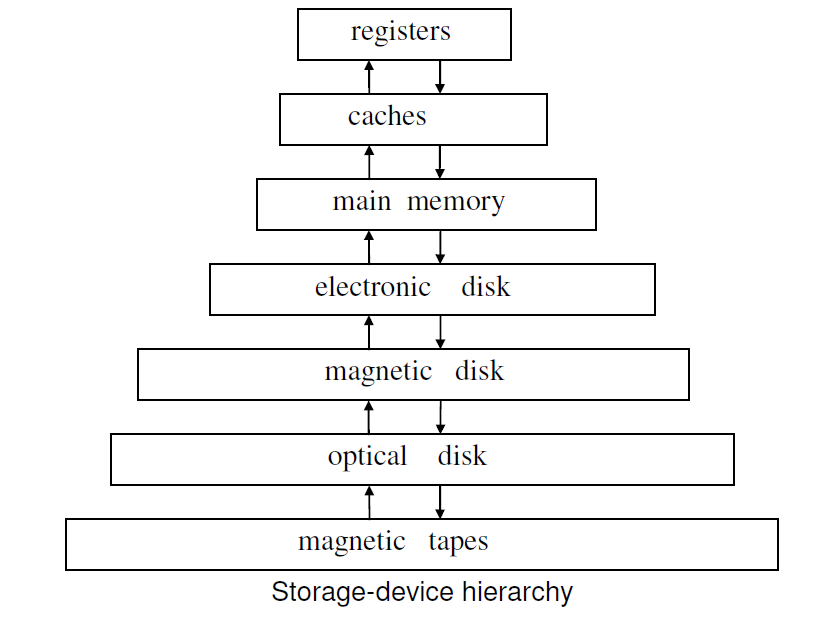 registers
caches
main memory
electronic disk
magnetic disk
optical disk
magnetic tapes
Storage-device hierarchy